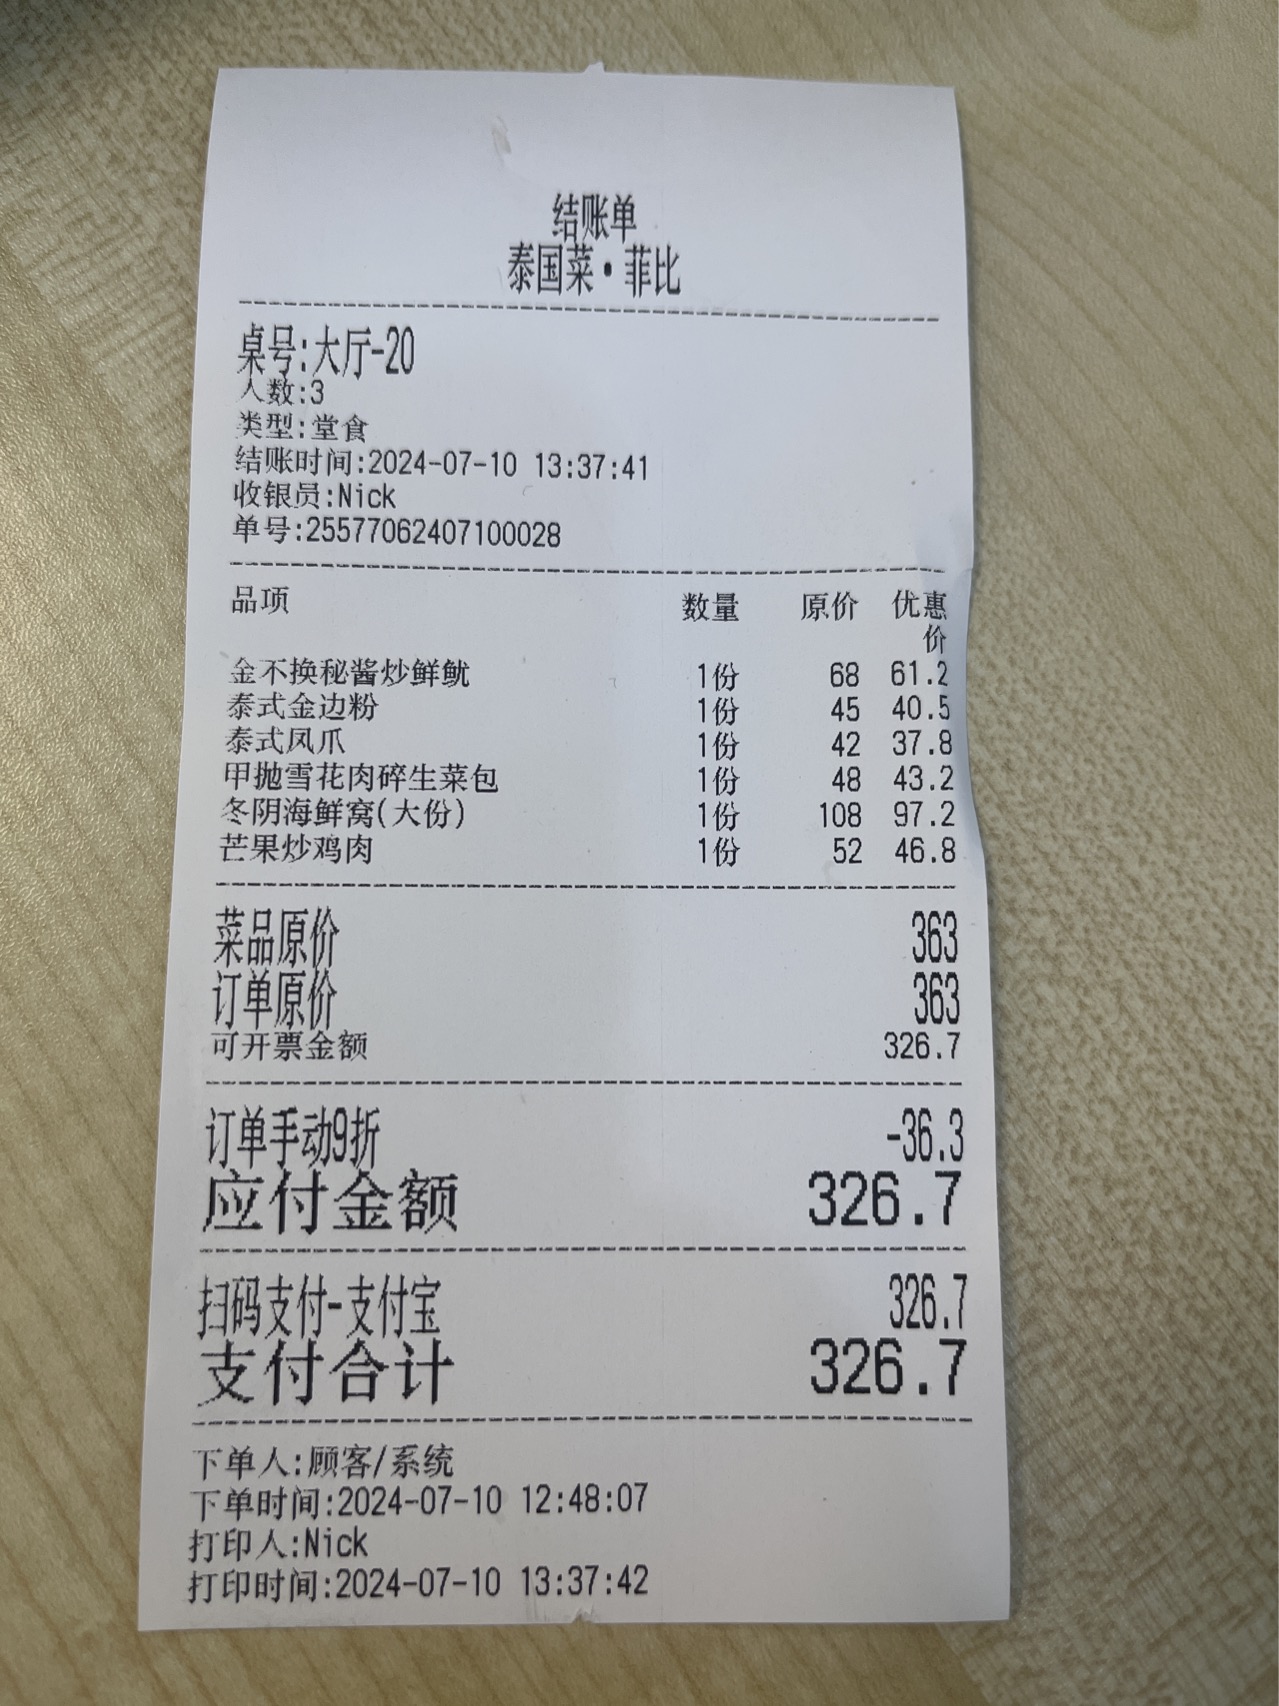 结账单
泰国菜•菲比
桌号:大厅-20
人数:3
类型:堂食
结账时间:2024-07-10 13:37:41
收银员:Nick
单号:25577062407100028
品项 数量 原价 优惠价
金不换秘酱炒鲜鱿 1份 68 61.2
泰式金边粉 1份 45 40.5
泰式凤爪 1份 42 37.8
甲抛雪花肉碎生菜包 1份 48 43.2
冬阴海鲜窝(大份) 1份 108 97.2
芒果炒鸡肉 1份 52 46.8
菜品原价 363
订单原价 363
可开票金额 326.7
订单手动9折 -36.3
应付金额 326.7
扫码支付-支付宝 326.7
支付合计 326.7
下单人:顾客/系统
下单时间:2024-07-10 12:48:07
打印人:Nick
打印时间:2024-07-10 13:37:42